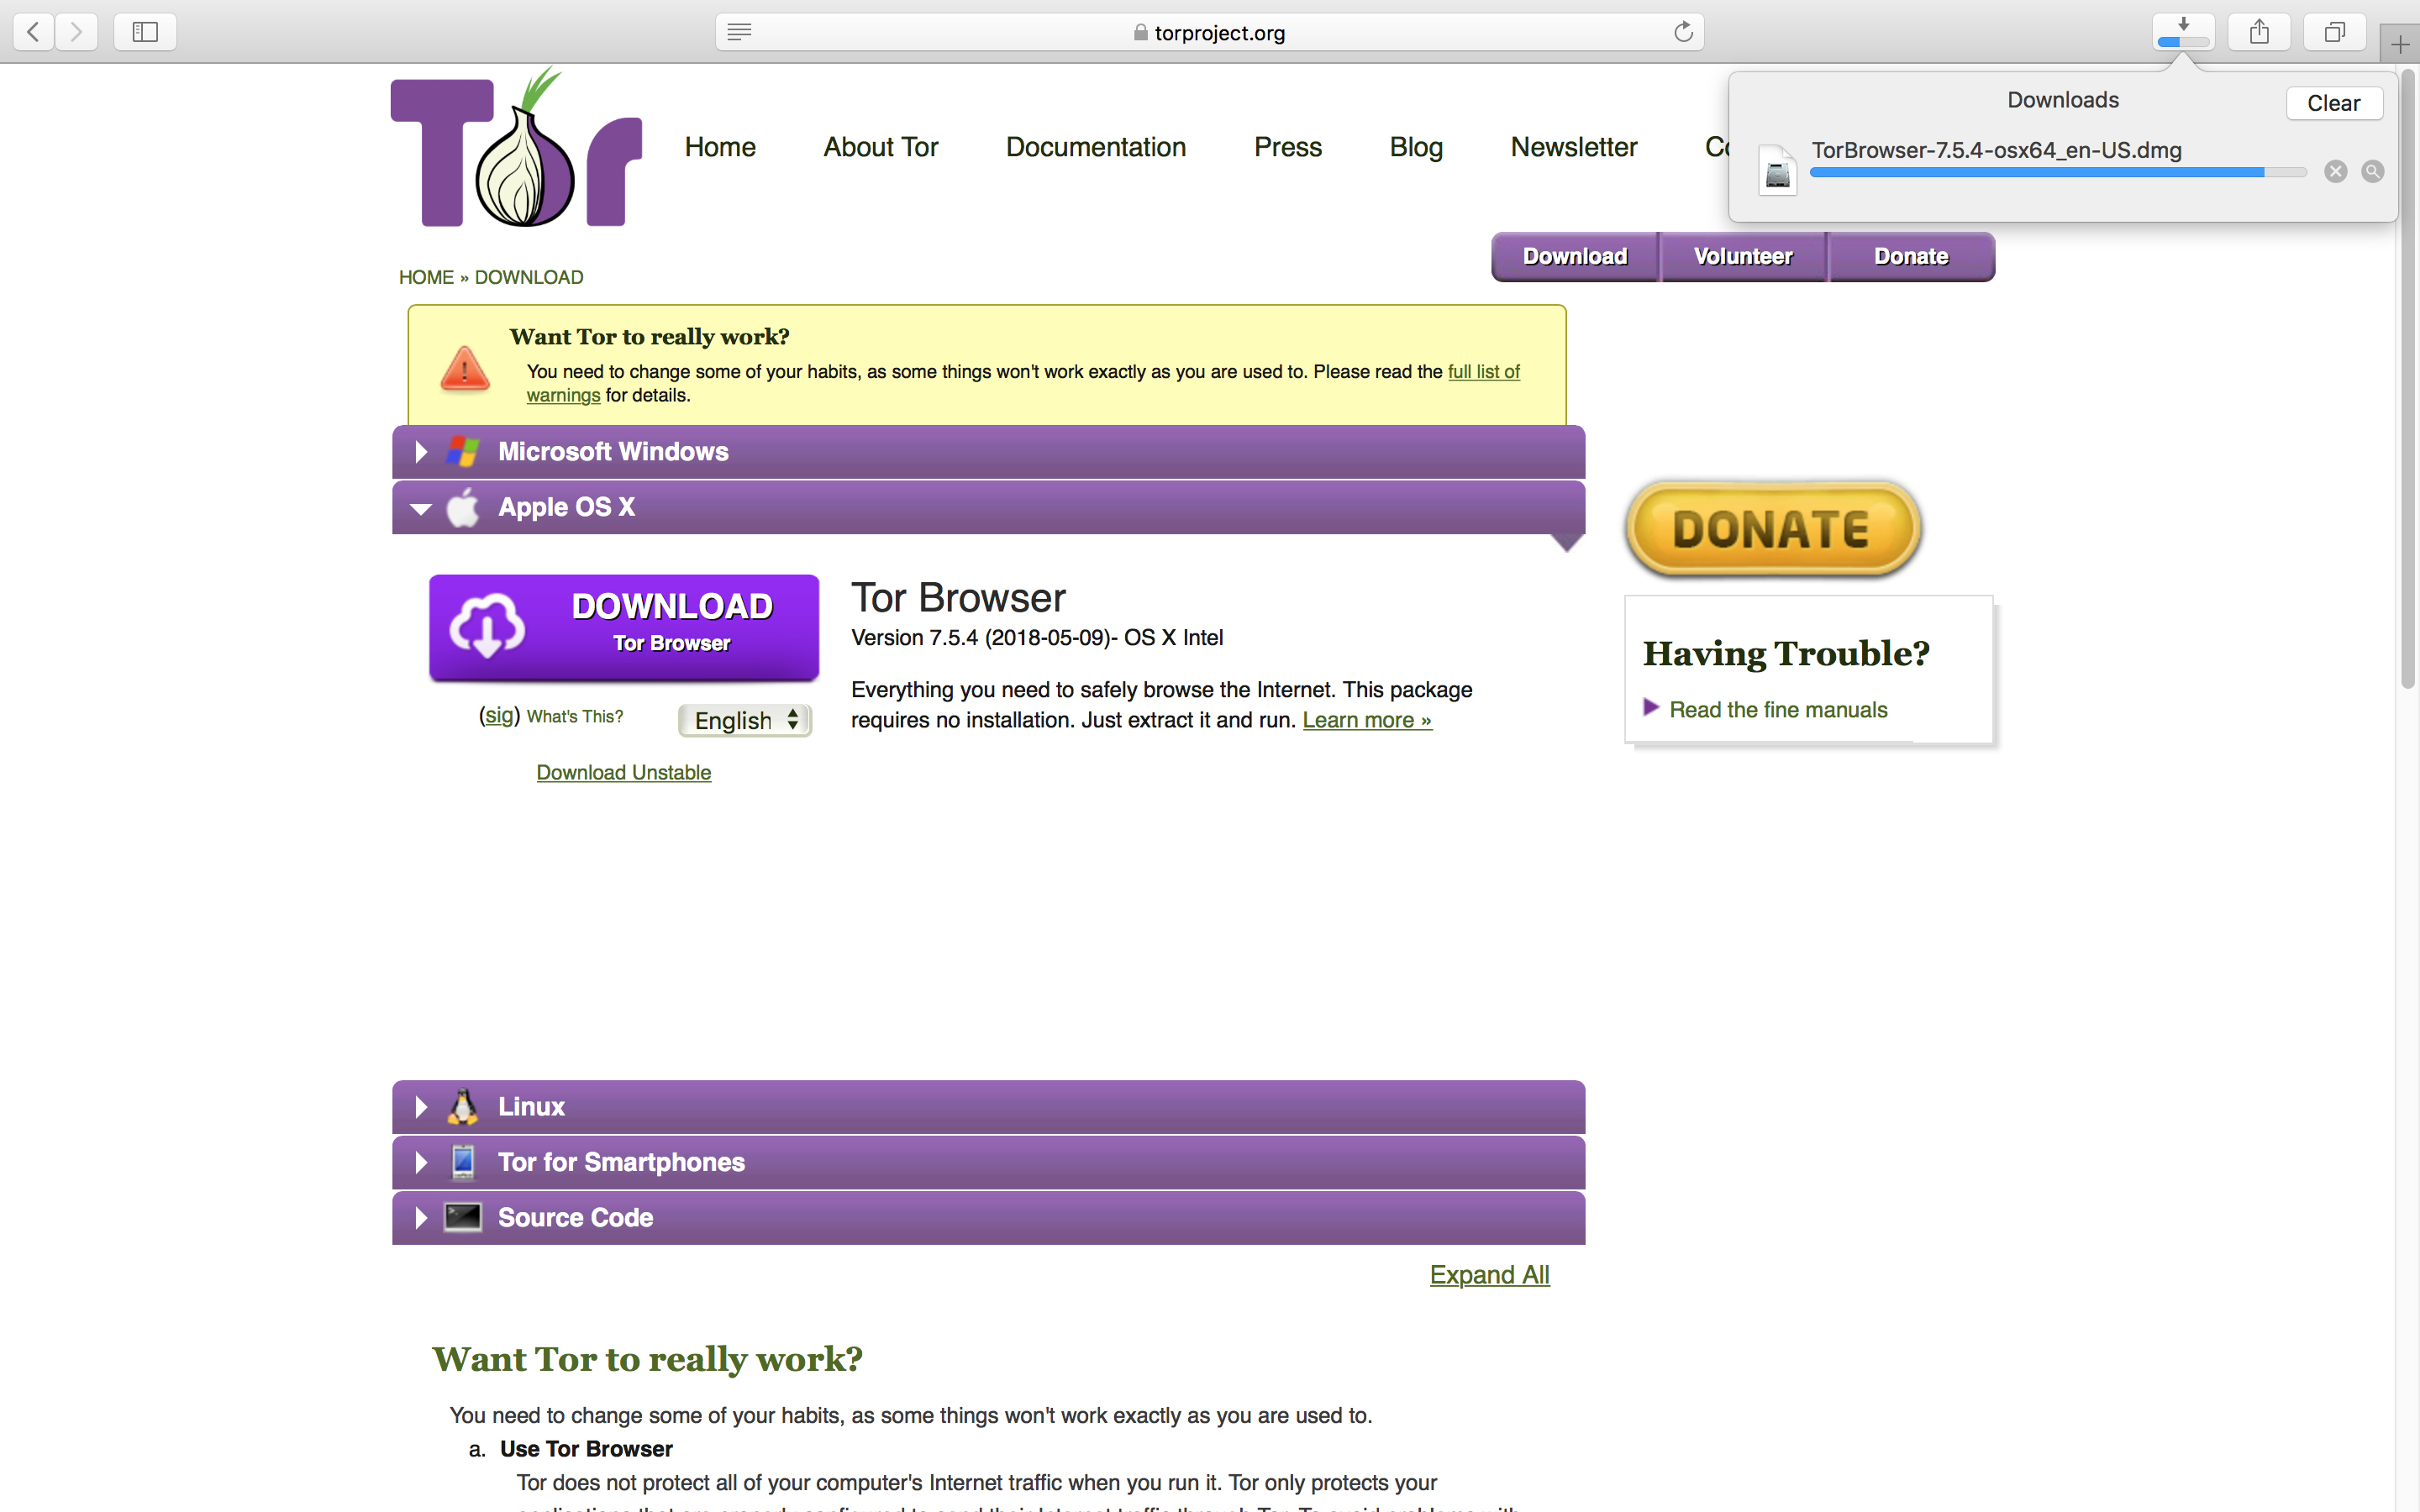 torproject.org
Downloads
Clear
TorBrowser-7.5.4-osx64_en-US.dmg
Tor
Home About Tor Documentation Press Blog Newsletter
Download Volunteer Donate
HOME » DOWNLOAD
Want Tor to really work?
You need to change some of your habits, as some things won't work exactly as you are used to. Please read the full list of
warnings for details.
Microsoft Windows
Apple OS X
DONATE
DOWNLOAD
Tor Browser
Tor Browser
Version 7.5.4 (2018-05-09)- OS X Intel
Everything you need to safely browse the Internet. This package
requires no installation. Just extract it and run. Learn more »
(sig) What's This?
English
Download Unstable
Having Trouble?
Read the fine manuals
Linux
Tor for Smartphones
Source Code
Expand All
Want Tor to really work?
You need to change some of your habits, as some things won't work exactly as you are used to.
a. Use Tor Browser
Tor does not protect all of your computer's Internet traffic when you run it. Tor only protects your